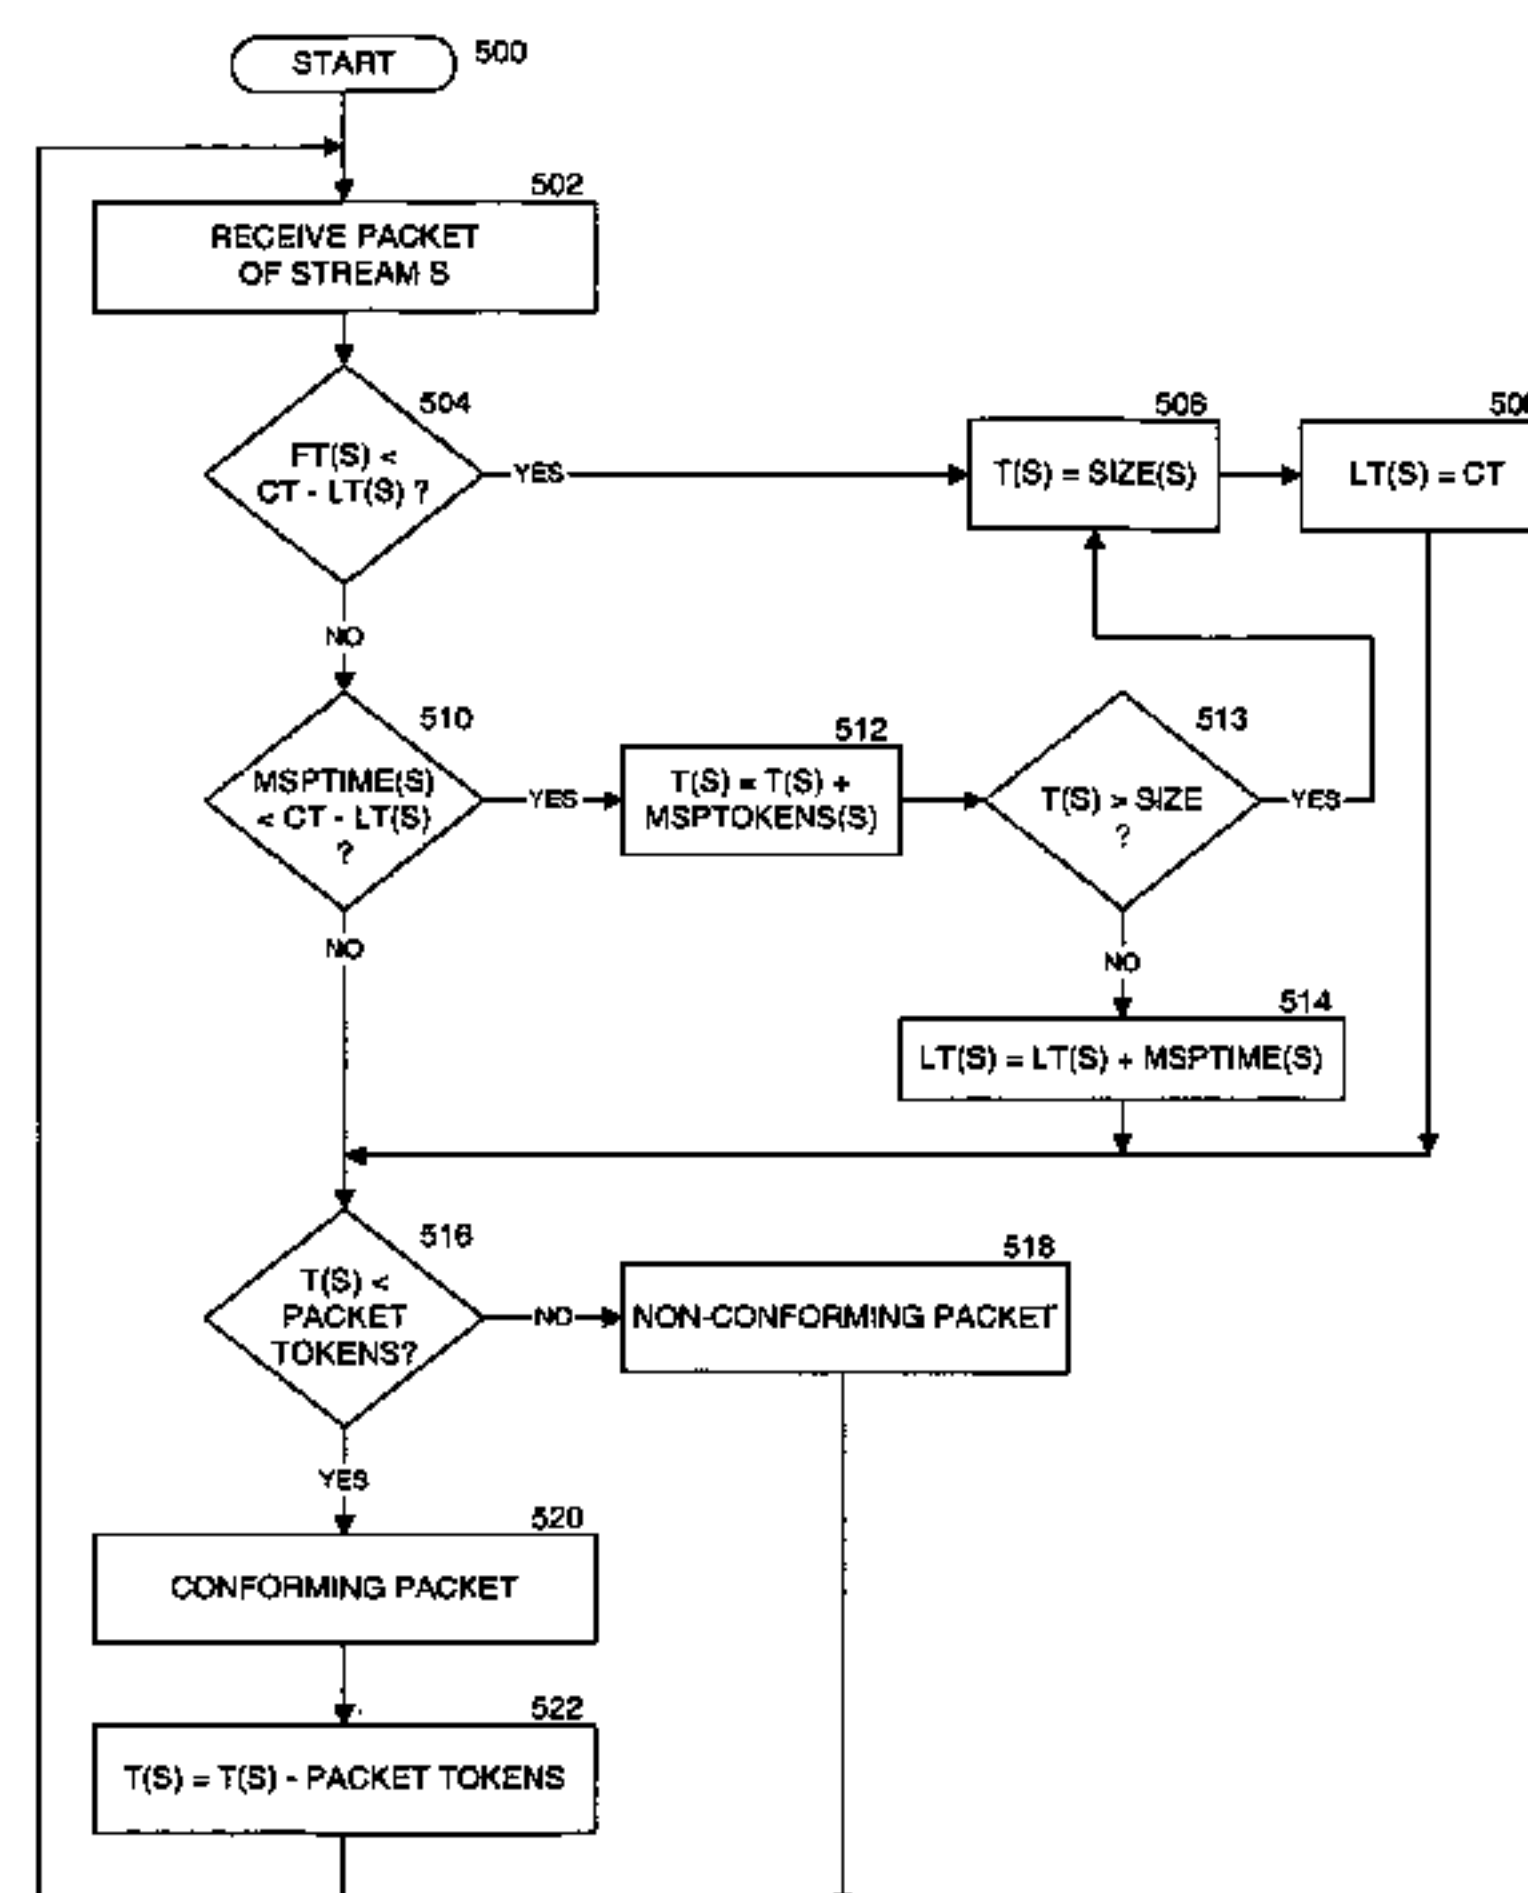 START
500
502
RECEIVE PACKET
OF STREAM S
504
FT(S) <
CT - LT(S) ?
YES
506
T(S) = SIZE(S)
LT(S) = CT
NO
510
MSPTIME(S)
< CT - LT(S)
?
YES
512
T(S) = T(S) +
MSPTOKENS(S)
513
T(S) > SIZE
?
YES
NO
NO
514
LT(S) = LT(S) + MSPTIME(S)
516
T(S) <
PACKET
TOKENS?
NO
518
NON-CONFORMING PACKET
YES
520
CONFORMING PACKET
522
T(S) = T(S) - PACKET TOKENS